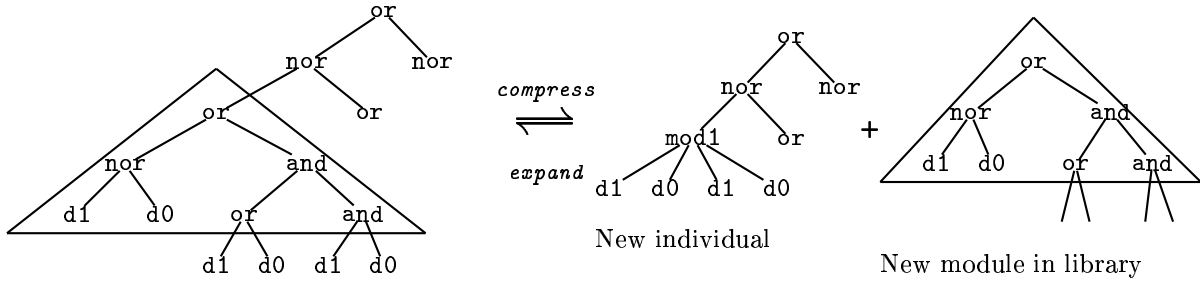 or
nor nor
or or
nor and
d1 d0 or and
d1 d0 d1 d0
compress
expand
or
nor nor
mod1 or
d1 d0 d1 d0
New individual
+
or
nor and
d1 d0 or and
New module in library